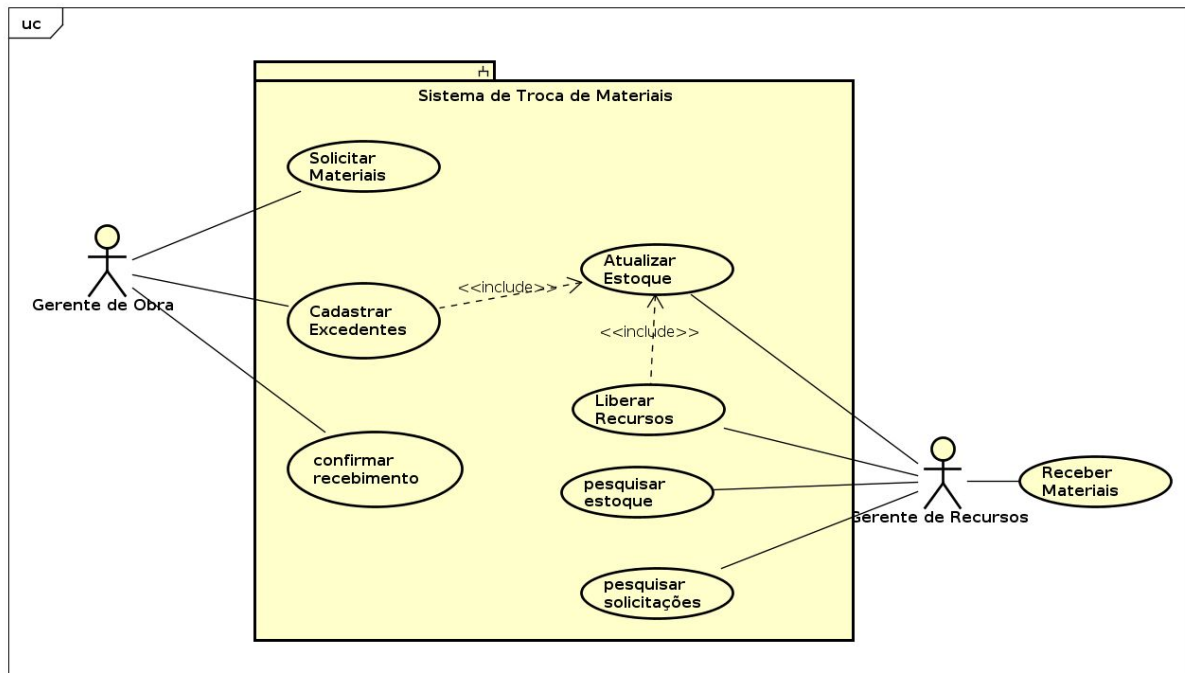 uc
Sistema de Troca de Materiais
Solicitar
Materiais
Gerente de Obra
Cadastrar
Excedentes
<<include>>
Atualizar
Estoque
<<include>>
Liberar
Recursos
confirmar
recebimento
pesquisar
estoque
Gerente de Recursos
Receber
Materiais
pesquisar
solicitações